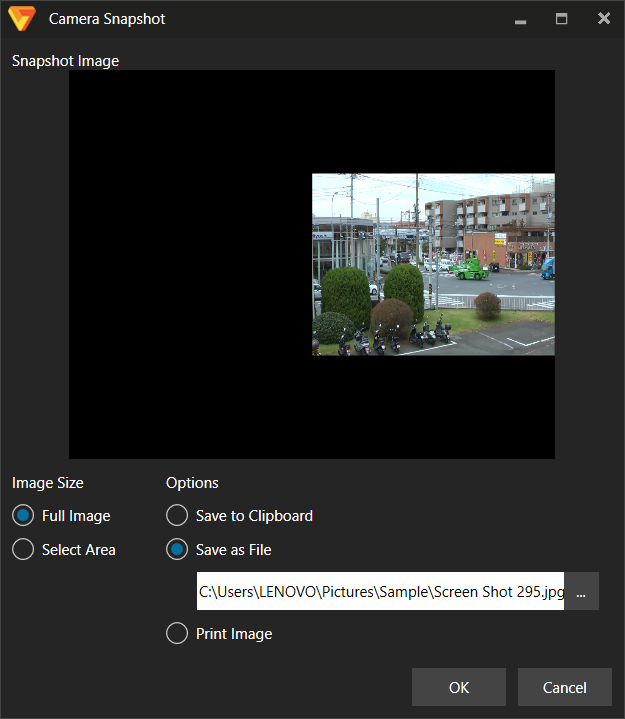 Camera Snapshot
Snapshot Image
Image Size
Options
Full Image
Save to Clipboard
Select Area
Save as File
C:\Users\LENOVO\Pictures\Sample\Screen Shot 295.jpg
...
Print Image
OK
Cancel